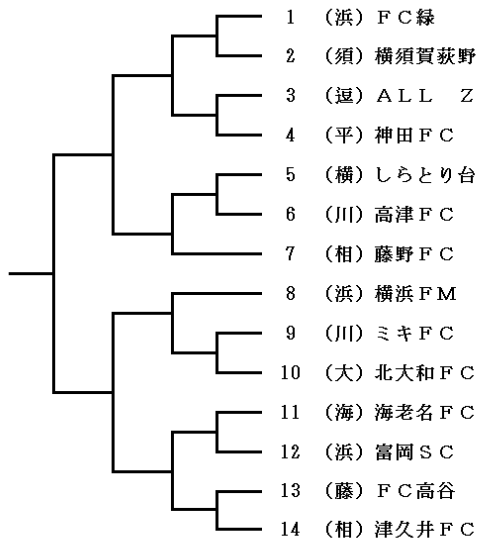 1 （浜）ＦＣ緑
2 （須）横須賀荻野
3 （逗）ＡＬＬ　Ｚ
4 （平）神田ＦＣ
5 （横）しらとり台
6 （川）高津ＦＣ
7 （相）藤野ＦＣ
8 （浜）横浜ＦＭ
9 （川）ミキＦＣ
10 （大）北大和ＦＣ
11 （海）海老名ＦＣ
12 （浜）富岡ＳＣ
13 （藤）ＦＣ高谷
14 （相）津久井ＦＣ